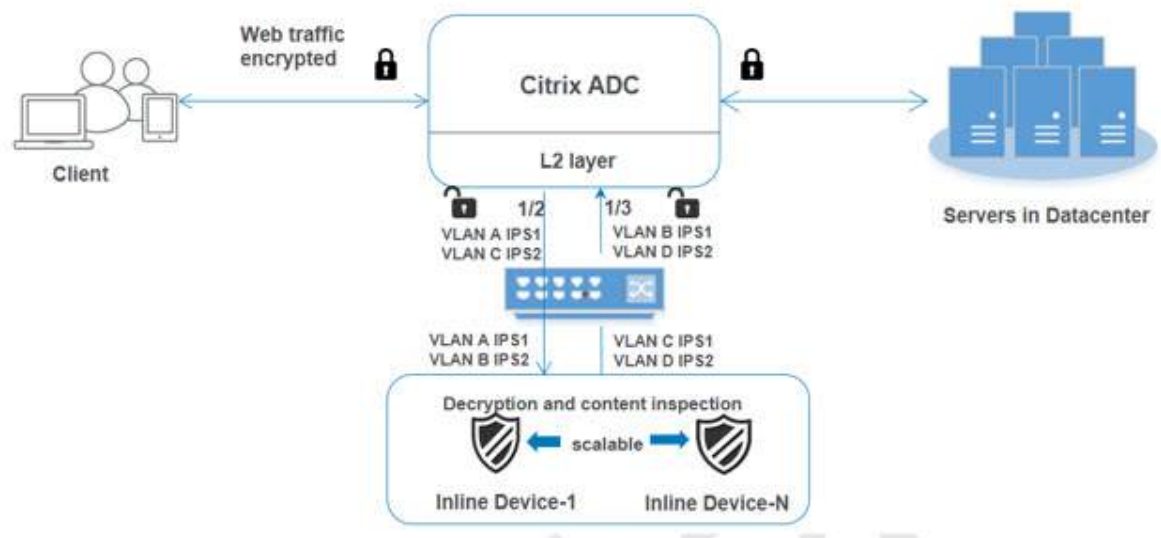 Web traffic
encrypted
Citrix ADC
L2 layer
Client
Servers in Datacenter
1/2
1/3
VLAN A IPS1
VLAN C IPS2
VLAN B IPS1
VLAN D IPS2
VLAN A IPS1
VLAN B IPS2
VLAN C IPS1
VLAN D IPS2
Decryption and content inspection
scalable
Inline Device-1
Inline Device-N